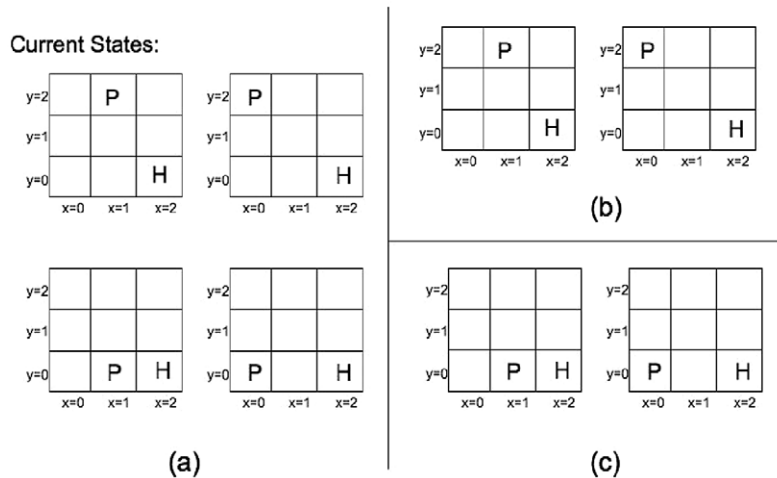 Current States:
y=2 P
y=1
y=0 H
x=0 x=1 x=2
y=2 P
y=1
y=0 H
x=0 x=1 x=2
y=2
y=1
y=0 P H
x=0 x=1 x=2
y=2
y=1
y=0 P H
x=0 x=1 x=2
(a)
y=2 P
y=1
y=0 H
x=0 x=1 x=2
y=2 P
y=1
y=0 H
x=0 x=1 x=2
(b)
y=2
y=1
y=0 P H
x=0 x=1 x=2
y=2
y=1
y=0 P H
x=0 x=1 x=2
(c)